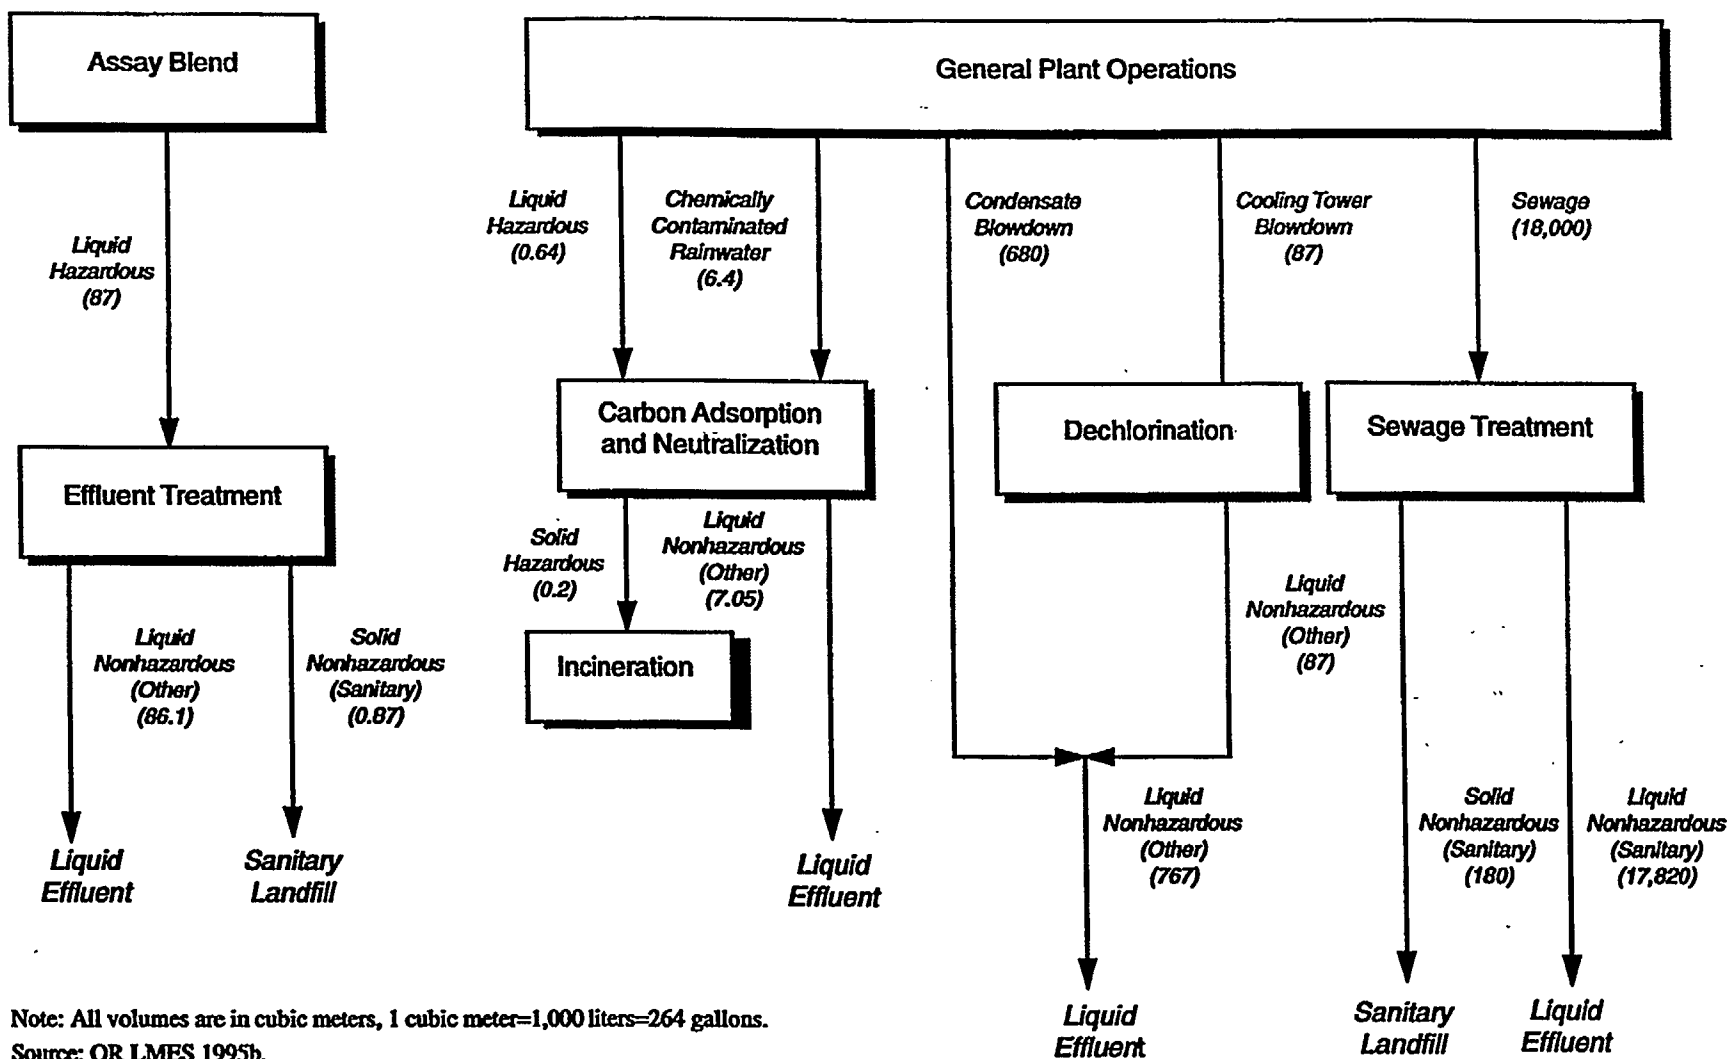 Assay Blend
General Plant Operations
Liquid
Hazardous
(87)
Liquid
Hazardous
(0.64)
Chemically
Contaminated
Rainwater
(6.4)
Condensate
Blowdown
(680)
Cooling Tower
Blowdown
(87)
Sewage
(18,000)
Effluent Treatment
Carbon Adsorption
and Neutralization
Dechlorination
Sewage Treatment
Liquid
Nonhazardous
(Other)
(86.1)
Solid
Nonhazardous
(Sanitary)
(0.87)
Solid
Hazardous
(0.2)
Liquid
Nonhazardous
(Other)
(7.05)
Incineration
Liquid
Nonhazardous
(Other)
(87)
Liquid
Nonhazardous
(Other)
(767)
Solid
Nonhazardous
(Sanitary)
(180)
Liquid
Nonhazardous
(Sanitary)
(17,820)
Liquid
Effluent
Sanitary
Landfill
Liquid
Effluent
Liquid
Effluent
Sanitary
Landfill
Liquid
Effluent
Note: All volumes are in cubic meters, 1 cubic meter=1,000 liters=264 gallons.
Source: OR LMES 1995b.